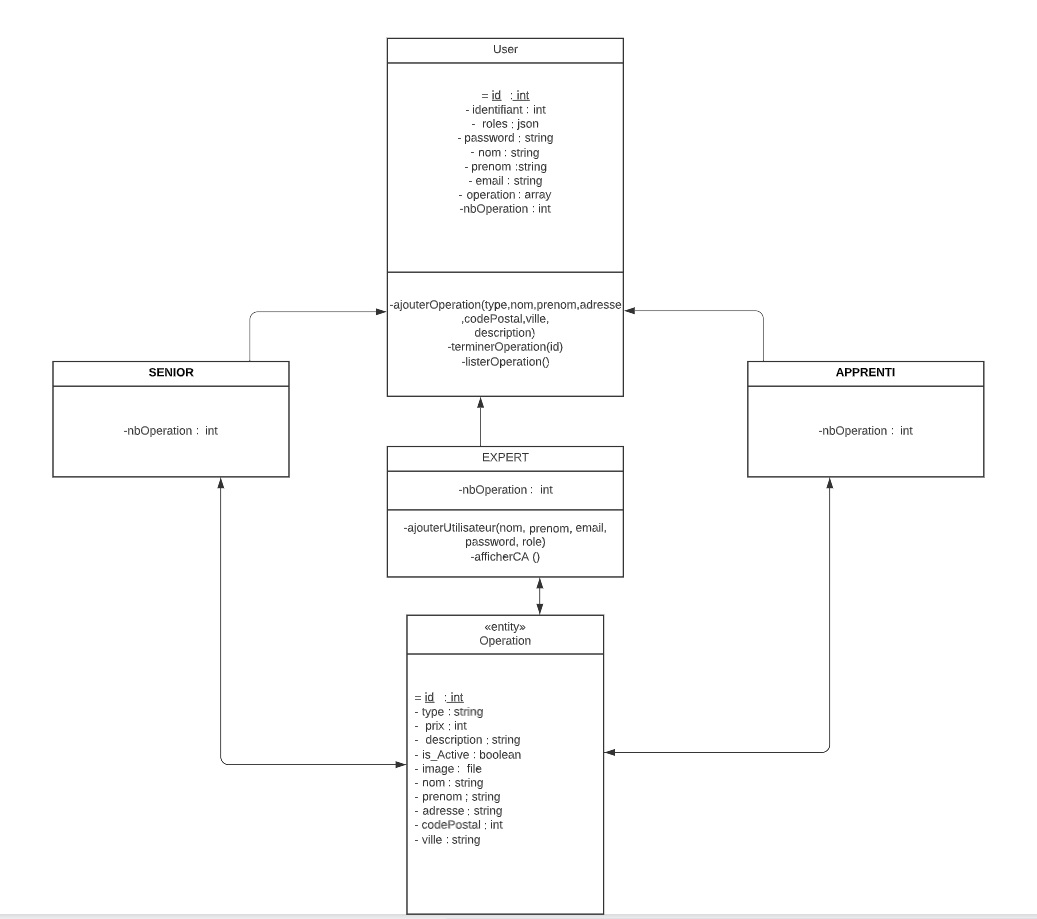 User
= id : int
- identifiant : int
- roles : json
- password : string
- nom : string
- prenom :string
- email : string
- operation : array
-nbOperation : int
-ajouterOperation(type,nom,prenom,adresse
,codePostal,ville,
description)
-terminerOperation(id)
-listerOperation()
SENIOR
-nbOperation : int
APPRENTI
-nbOperation : int
EXPERT
-nbOperation : int
-ajouterUtilisateur(nom, prenom, email,
password, role)
-afficherCA ()
«entity»
Operation
= id : int
- type : string
- prix : int
- description : string
- is_Active : boolean
- image : file
- nom : string
- prenom : string
- adresse : string
- codePostal : int
- ville : string